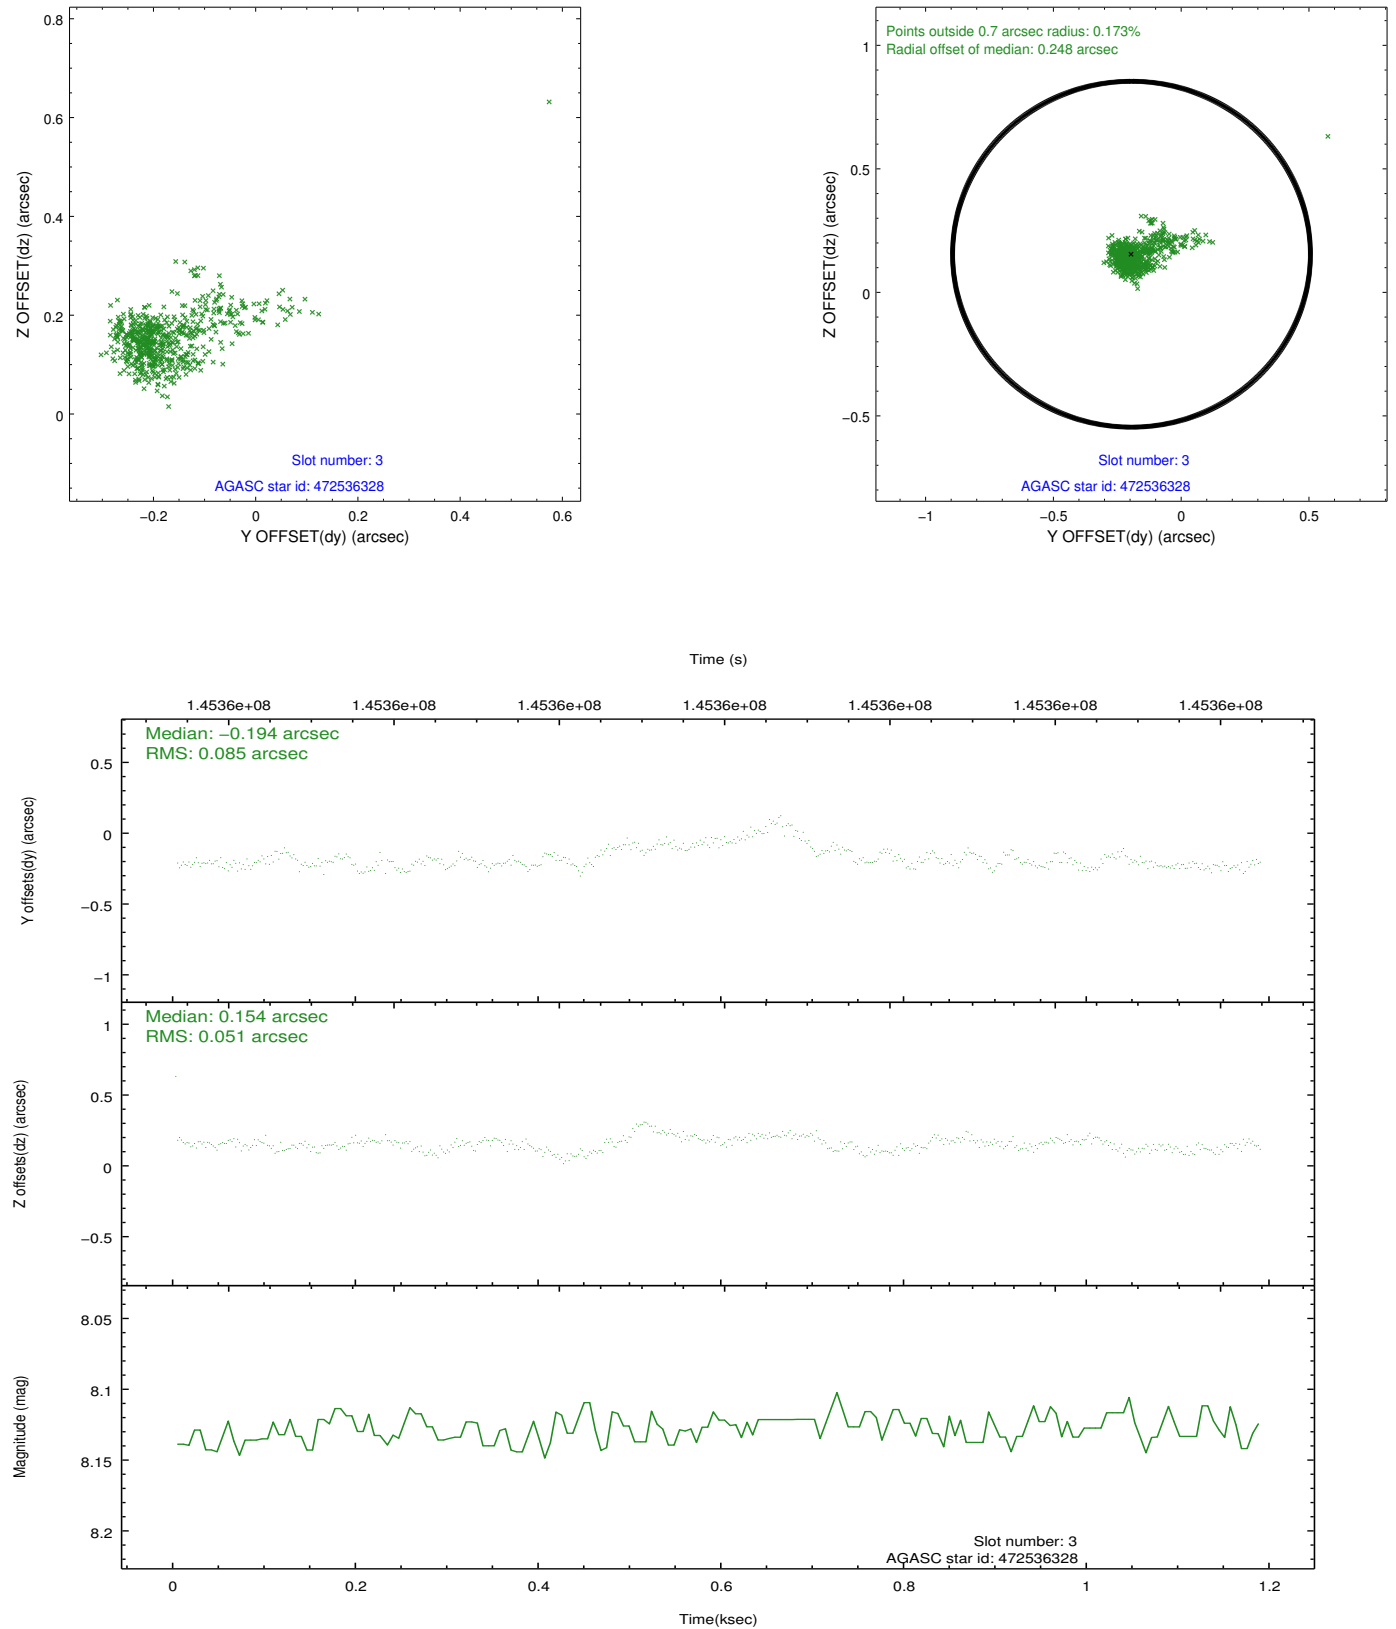 0.8
0.6
0.4
0.2
0
Z OFFSET(dz) (arcsec)
Slot number: 3
AGASC star id: 472536328
−0.2 0 0.2 0.4 0.6
Y OFFSET(dy) (arcsec)
Points outside 0.7 arcsec radius: 0.173%
Radial offset of median: 0.248 arcsec
1
0.5
0
−0.5
Z OFFSET(dz) (arcsec)
Slot number: 3
AGASC star id: 472536328
−1 −0.5 0 0.5
Y OFFSET(dy) (arcsec)
Time (s)
1.4536e+08 1.4536e+08 1.4536e+08 1.4536e+08 1.4536e+08 1.4536e+08 1.4536e+08
Median: −0.194 arcsec
RMS: 0.085 arcsec
0.5
0
−0.5
−1
Y offsets(dy) (arcsec)
Median: 0.154 arcsec
RMS: 0.051 arcsec
1
0.5
0
−0.5
Z offsets(dz) (arcsec)
8.05
8.1
8.15
8.2
Magnitude (mag)
Slot number: 3
AGASC star id: 472536328
0 0.2 0.4 0.6 0.8 1 1.2
Time(ksec)